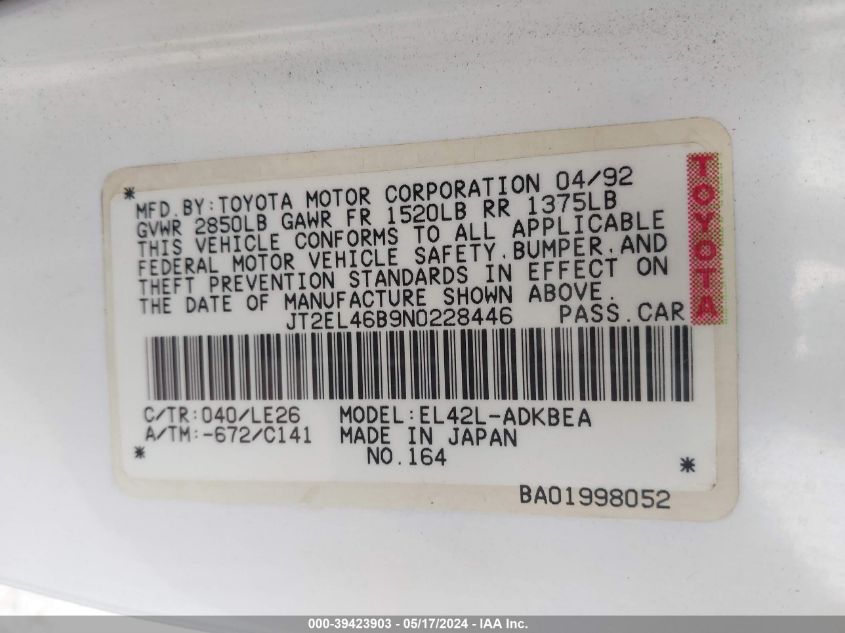 MFD.BY:TOYOTA MOTOR CORPORATION 04/92
GVWR 2850LB GAWR FR 1520LB RR 1375LB
THIS VEHICLE CONFORMS TO ALL APPLICABLE
FEDERAL MOTOR VEHICLE SAFETY,BUMPER,AND
THEFT PREVENTION STANDARDS IN EFFECT ON
THE DATE OF MANUFACTURE SHOWN ABOVE.
JT2EL46B9N0228446 PASS.CAR
TOYOTA
C/TR:040/LE26 MODEL:EL42L-ADKBEA
A/TM:-672/C141 MADE IN JAPAN
NO.164
BA01998052
000-39423903 - 05/17/2024 - IAA Inc.